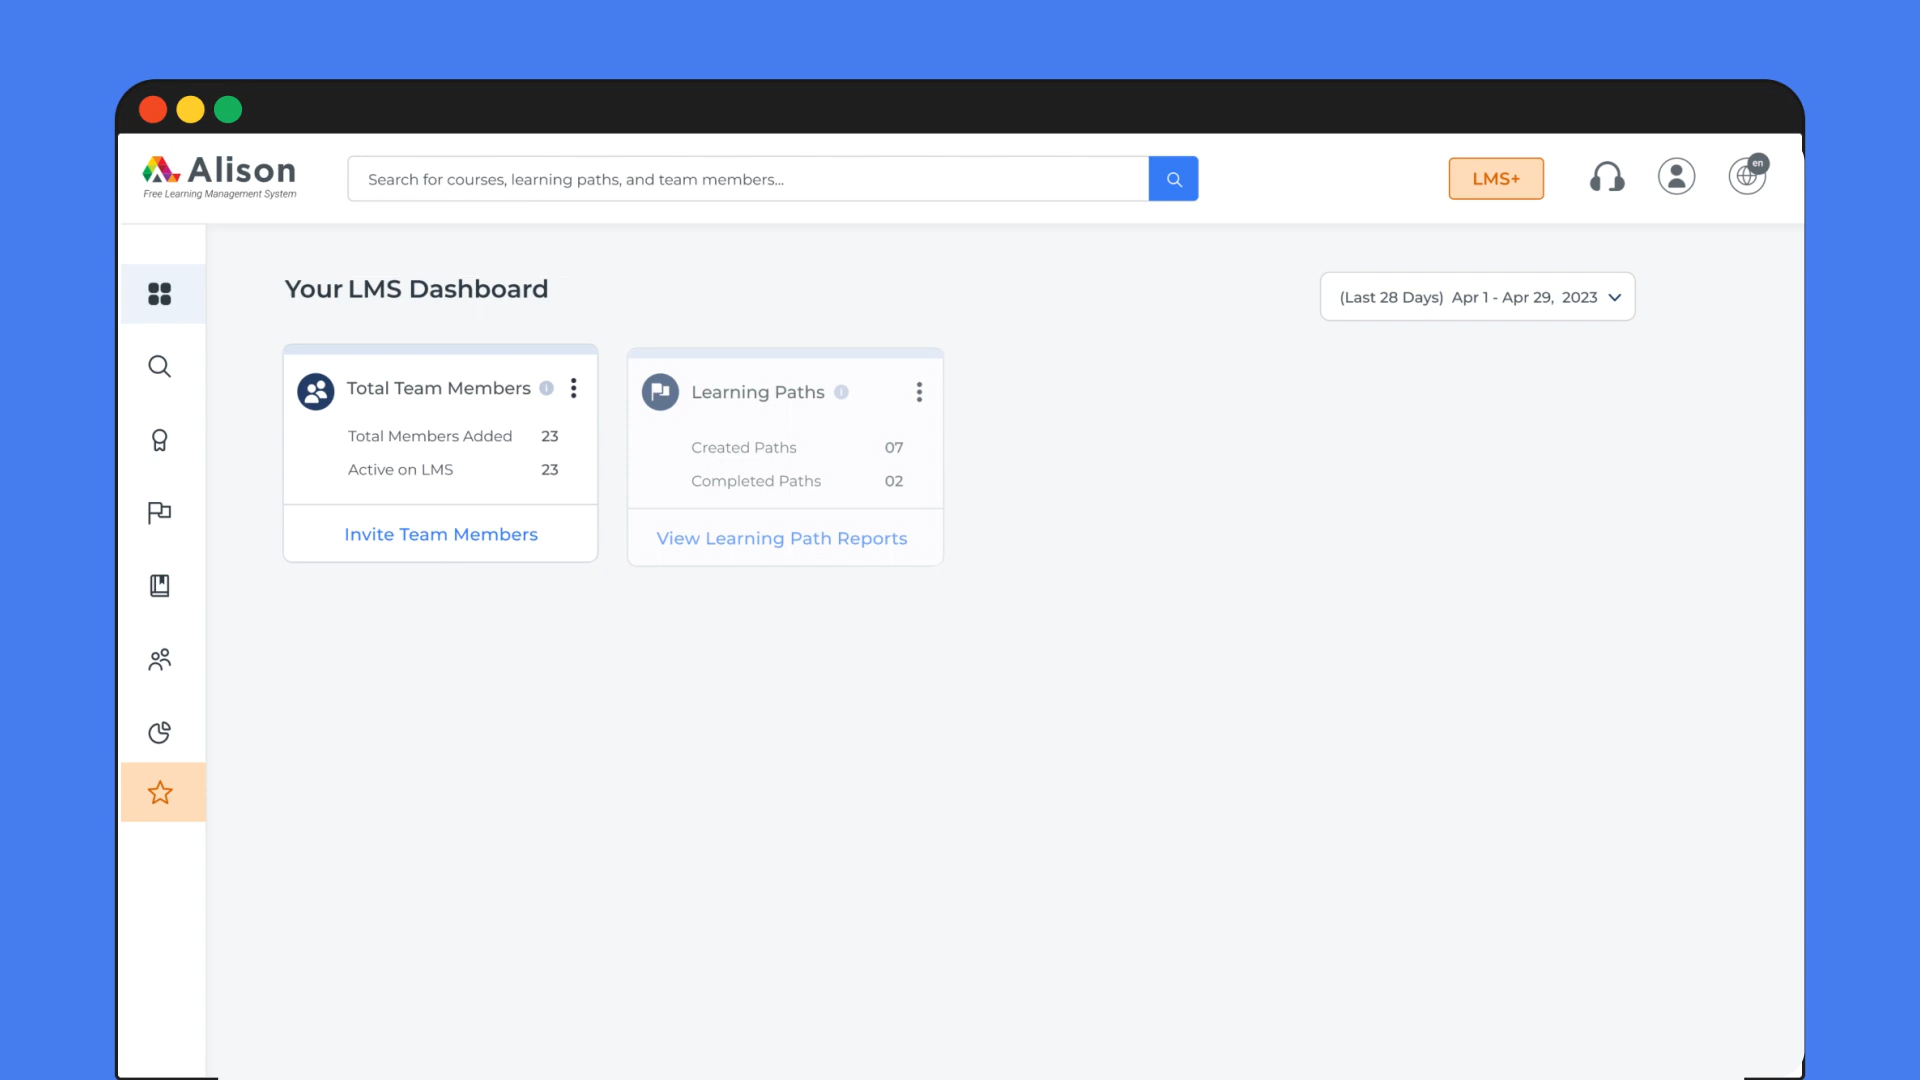 Alison
Free Learning Management System
Search for courses, learning paths, and team members...
LMS+
en
Your LMS Dashboard
(Last 28 Days) Apr 1 - Apr 29, 2023
Total Team Members
Total Members Added 23
Active on LMS 23
Invite Team Members
Learning Paths
Created Paths 07
Completed Paths 02
View Learning Path Reports